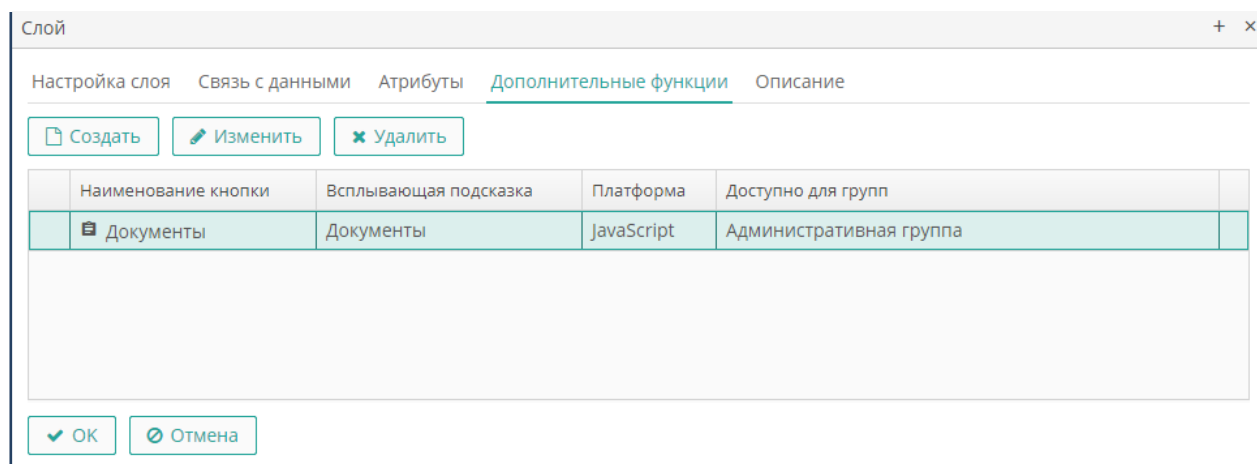 Слой
Настройка слоя Связь с данными Атрибуты Дополнительные функции Описание
Создать Изменить Удалить
Наименование кнопки Всплывающая подсказка Платформа Доступно для групп
Документы Документы JavaScript Административная группа
ОК Отмена